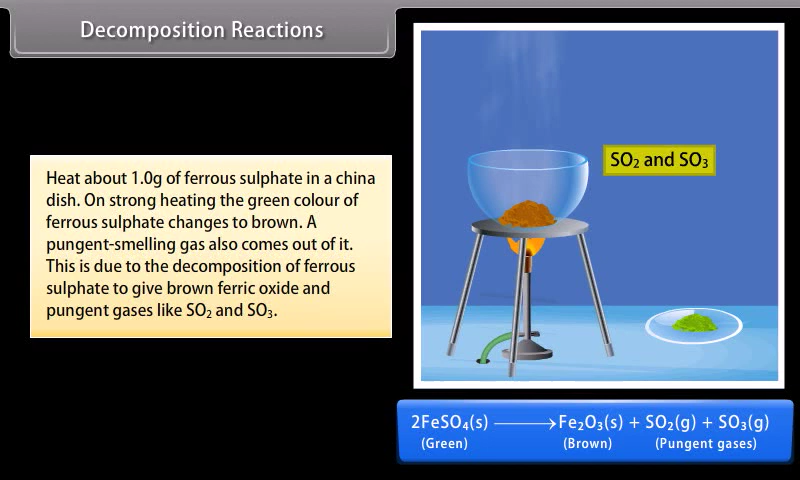 Decomposition Reactions
Heat about 1.0g of ferrous sulphate in a china
dish. On strong heating the green colour of
ferrous sulphate changes to brown. A
pungent-smelling gas also comes out of it.
This is due to the decomposition of ferrous
sulphate to give brown ferric oxide and
pungent gases like SO₂ and SO₃.
SO₂ and SO₃
2FeSO₄(s) ⟶ Fe₂O₃(s) + SO₂(g) + SO₃(g)
(Green) (Brown) (Pungent gases)